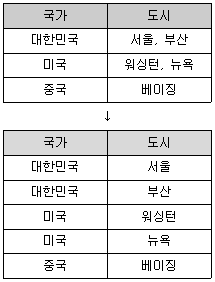 국가 도시
대한민국 서울, 부산
미국 워싱턴, 뉴욕
중국 베이징
↓
국가 도시
대한민국 서울
대한민국 부산
미국 워싱턴
미국 뉴욕
중국 베이징